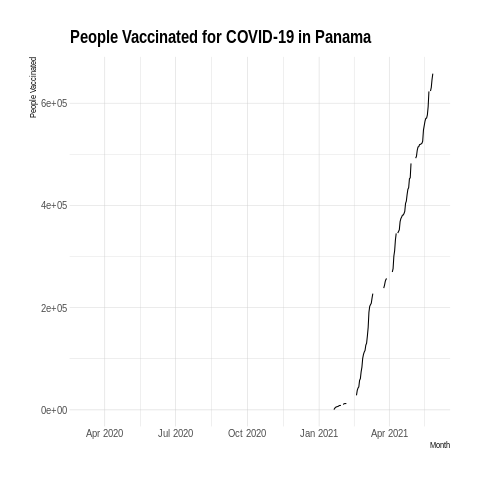 People Vaccinated for COVID-19 in Panama
People Vaccinated
6e+05
4e+05
2e+05
0e+00
Apr 2020 Jul 2020 Oct 2020 Jan 2021 Apr 2021
Month